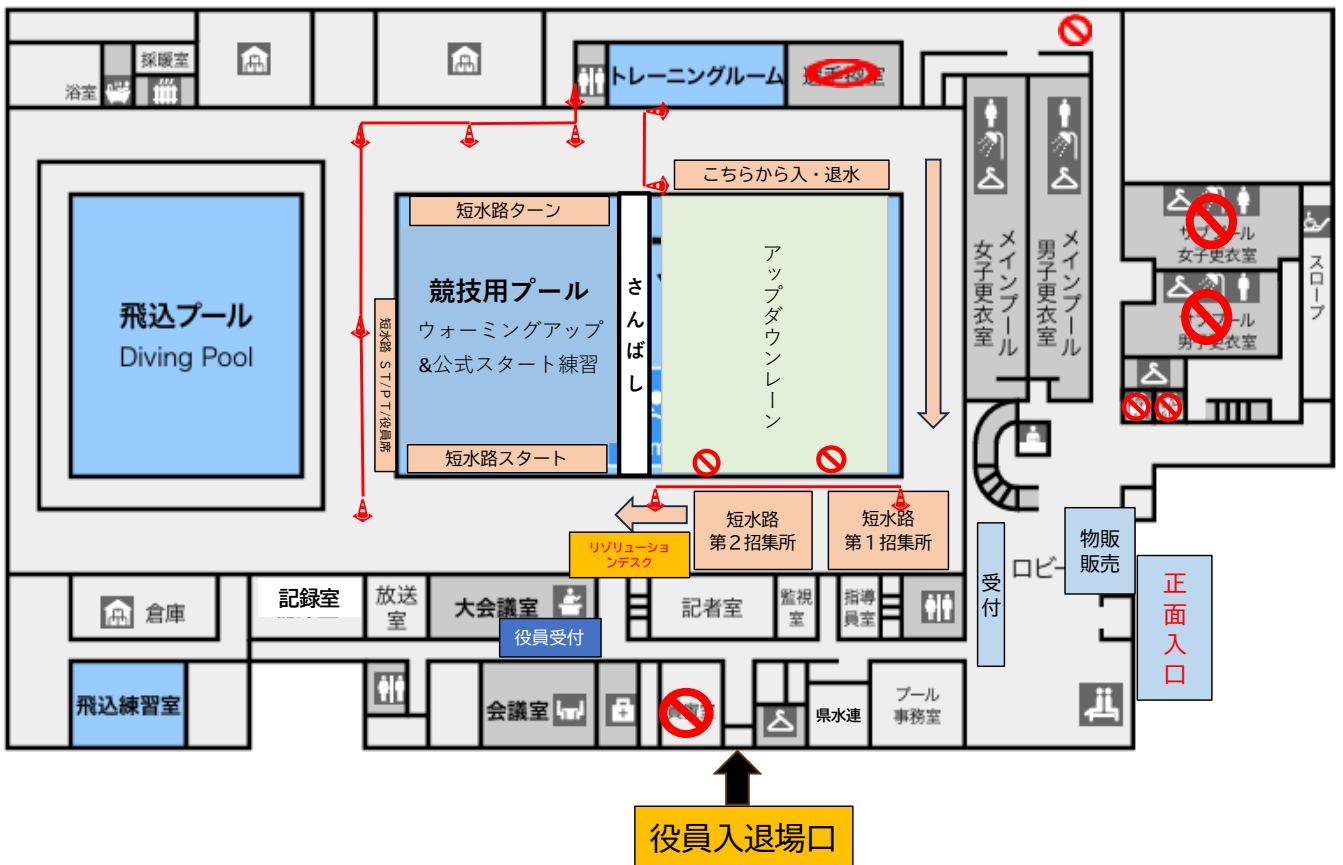 採暖室
浴室
トレーニングルーム
こちらから入・退水
短水路ターン
飛込プール
Diving Pool
競技用プール
ウォーミングアップ
&公式スタート練習
さんばし
アップダウンレーン
短水路 ST/PT/役員席
短水路スタート
メインプール
女子更衣室
メインプール
男子更衣室
女子更衣室
男子更衣室
スロープ
短水路
第2招集所
短水路
第1招集所
リゾリューショ
ンデスク
受付
ロビー
物販
販売
正面入口
倉庫
記録室
放送
室
大会議室
役員受付
記者室
監視
室
指導
員室
飛込練習室
会議室
県水連
プール
事務室
役員入退場口